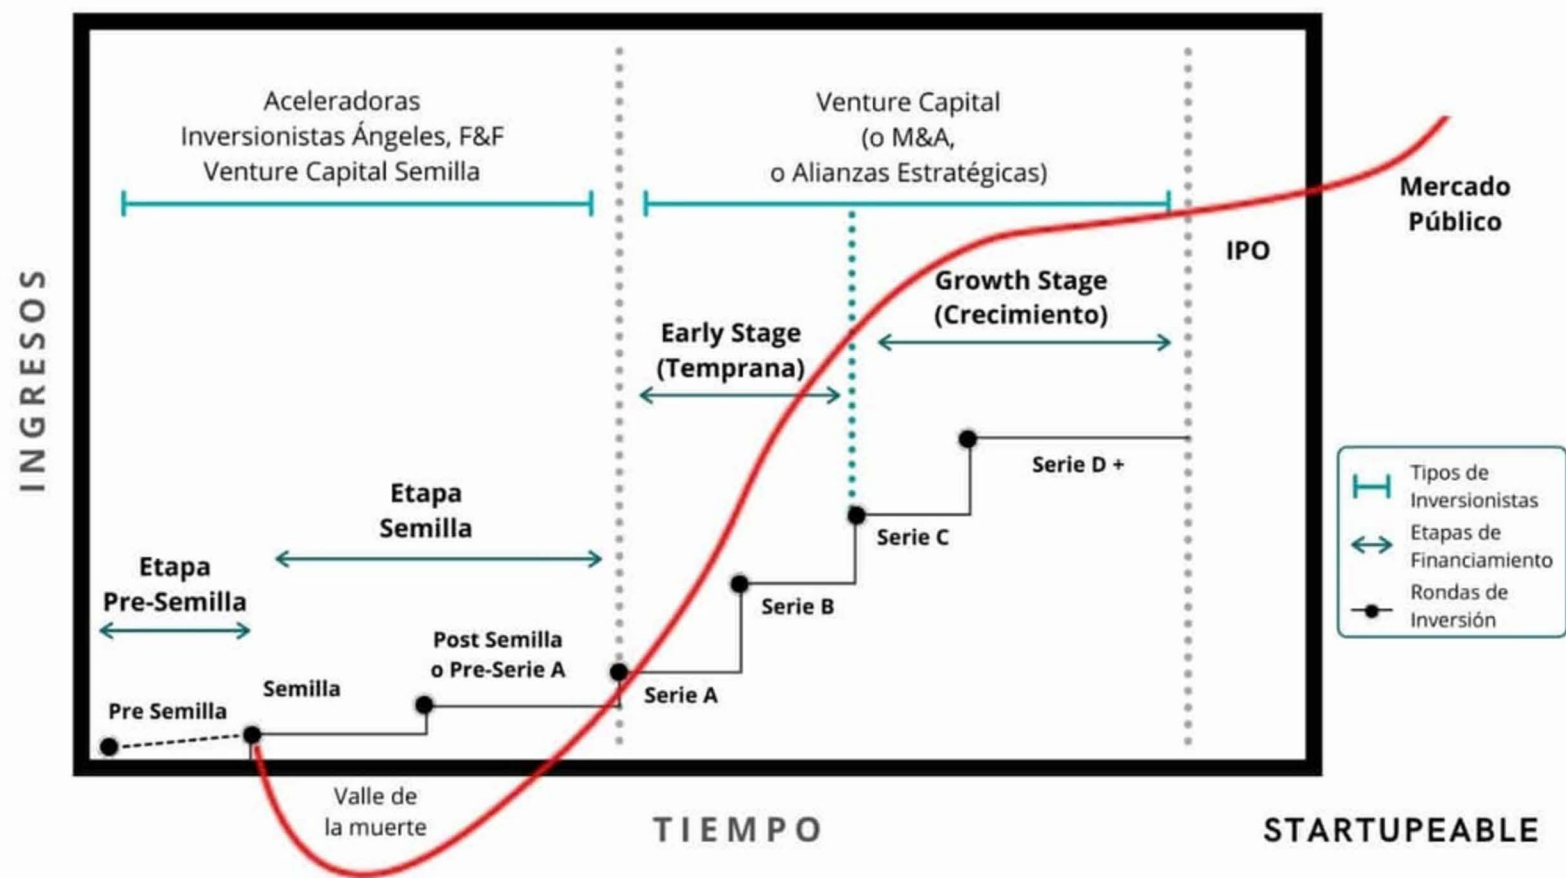 Aceleradoras
Inversionistas Ángeles, F&F
Venture Capital Semilla
Venture Capital
(o M&A,
o Alianzas Estratégicas)
Mercado
Público
IPO
Growth Stage
(Crecimiento)
Early Stage
(Temprana)
INGRESOS
Serie D +
Etapa
Semilla
Serie C
Etapa
Pre-Semilla
Serie B
Post Semilla
o Pre-Serie A
Semilla
Serie A
Pre Semilla
Tipos de
Inversionistas
Etapas de
Financiamiento
Rondas de
Inversión
Valle de
la muerte
TIEMPO
STARTUPEABLE